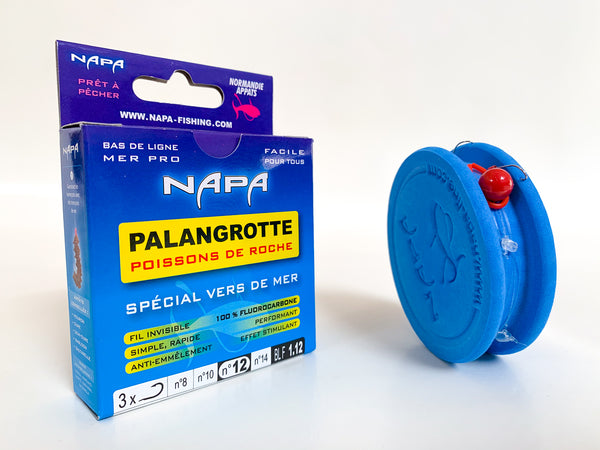 NAPA
PRÊT À
PÊCHER
NORMANDIE
APPATS
WWW.NAPA-FISHING.COM
BAS DE LIGNE
MER PRO
FACILE
POUR TOUS
NAPA
PALANGROTTE
POISSONS DE ROCHE
SPÉCIAL VERS DE MER
FIL INVISIBLE
SIMPLE, RAPIDE
ANTI-EMMÊLEMENT
100 % FLUOROCARBONE
PERFORMANT
EFFET STIMULANT
3x n°8 n°10 n°12 n°14 BLF 1.12
NAPA